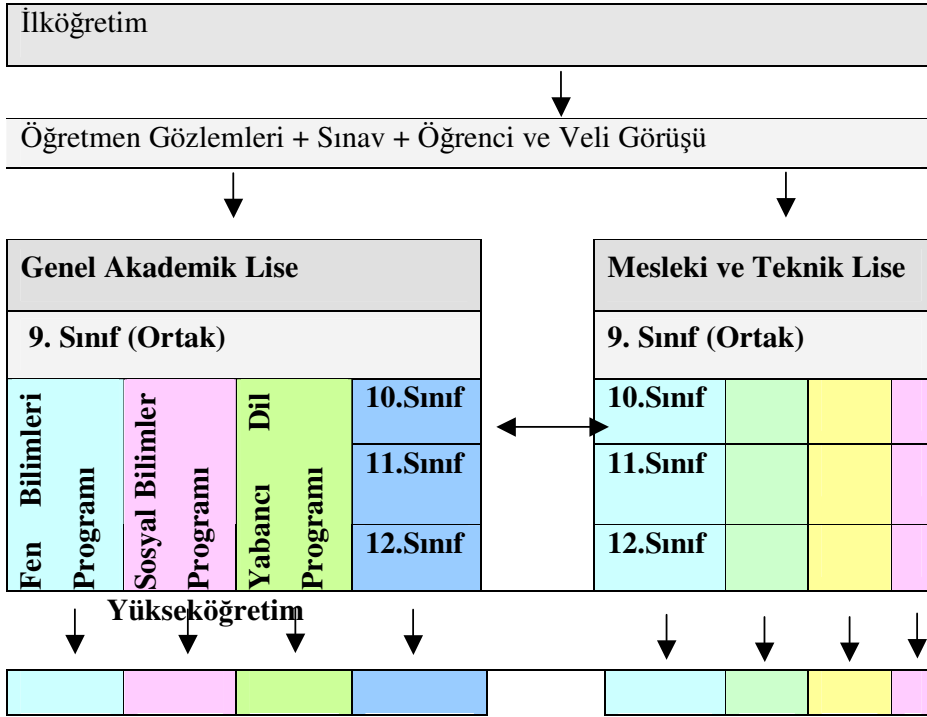 İlköğretim
Öğretmen Gözlemleri + Sınav + Öğrenci ve Veli Görüşü
Genel Akademik Lise
9. Sınıf (Ortak)
Fen Bilimleri
Programı
Sosyal Bilimler
Programı
Yabancı Dil
Programı
10.Sınıf
11.Sınıf
12.Sınıf
Mesleki ve Teknik Lise
9. Sınıf (Ortak)
10.Sınıf
11.Sınıf
12.Sınıf
Yükseköğretim